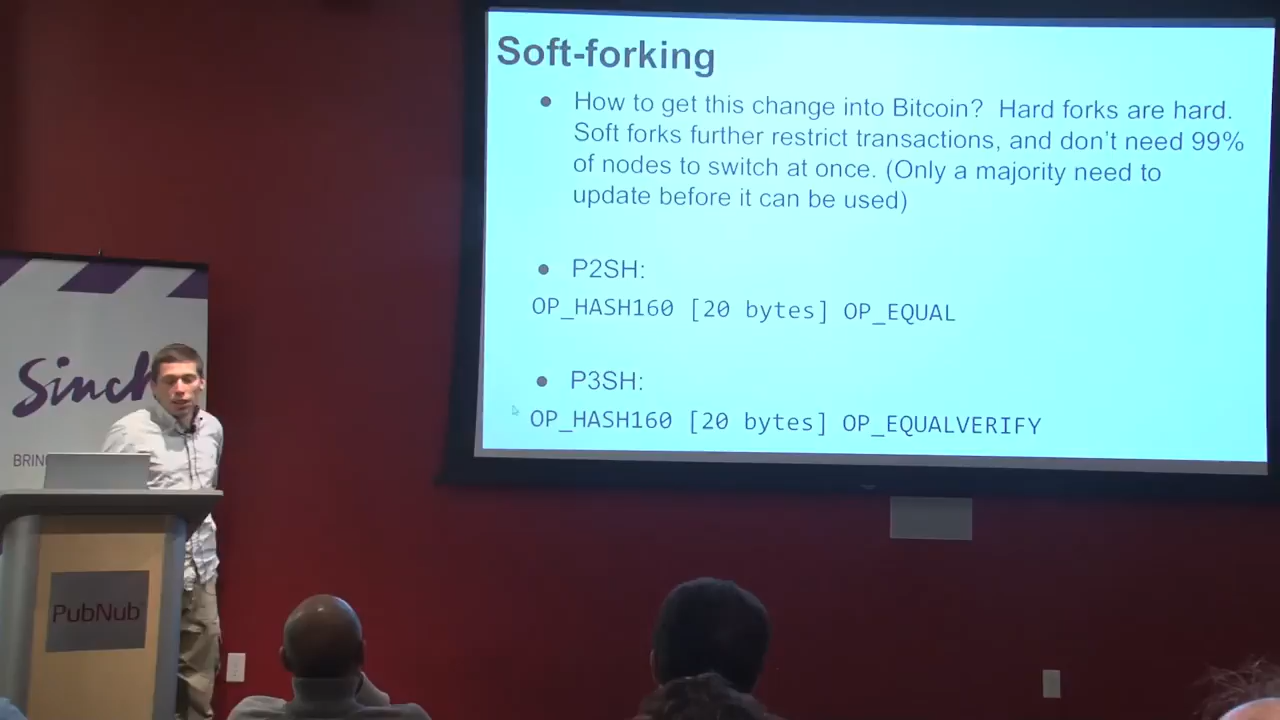 Soft-forking
● How to get this change into Bitcoin? Hard forks are hard.
Soft forks further restrict transactions, and don't need 99%
of nodes to switch at once. (Only a majority need to
update before it can be used)
● P2SH:
OP_HASH160 [20 bytes] OP_EQUAL
● P3SH:
OP_HASH160 [20 bytes] OP_EQUALVERIFY
Sinch
BRING
PubNub